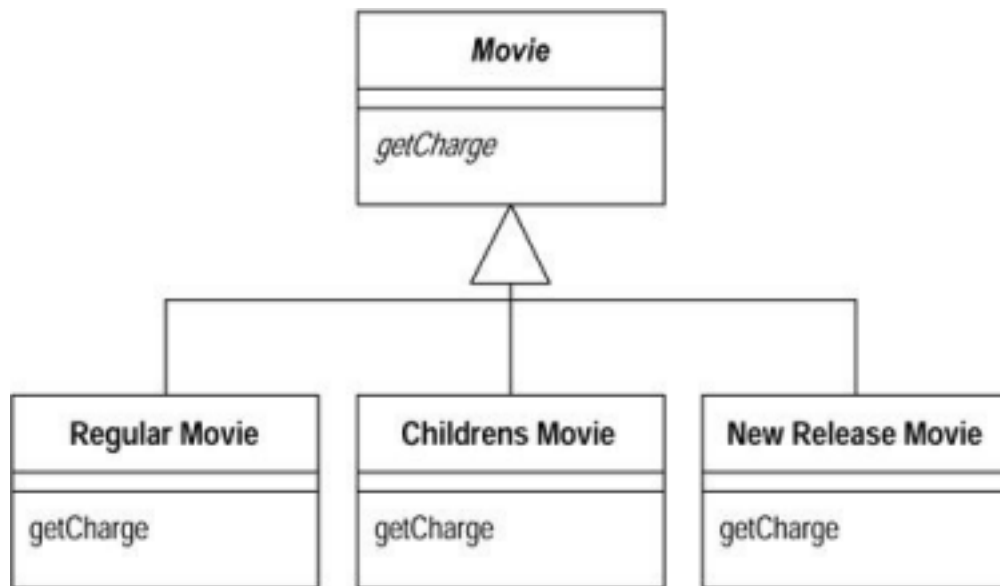 Movie
getCharge
Regular Movie
getCharge
Childrens Movie
getCharge
New Release Movie
getCharge